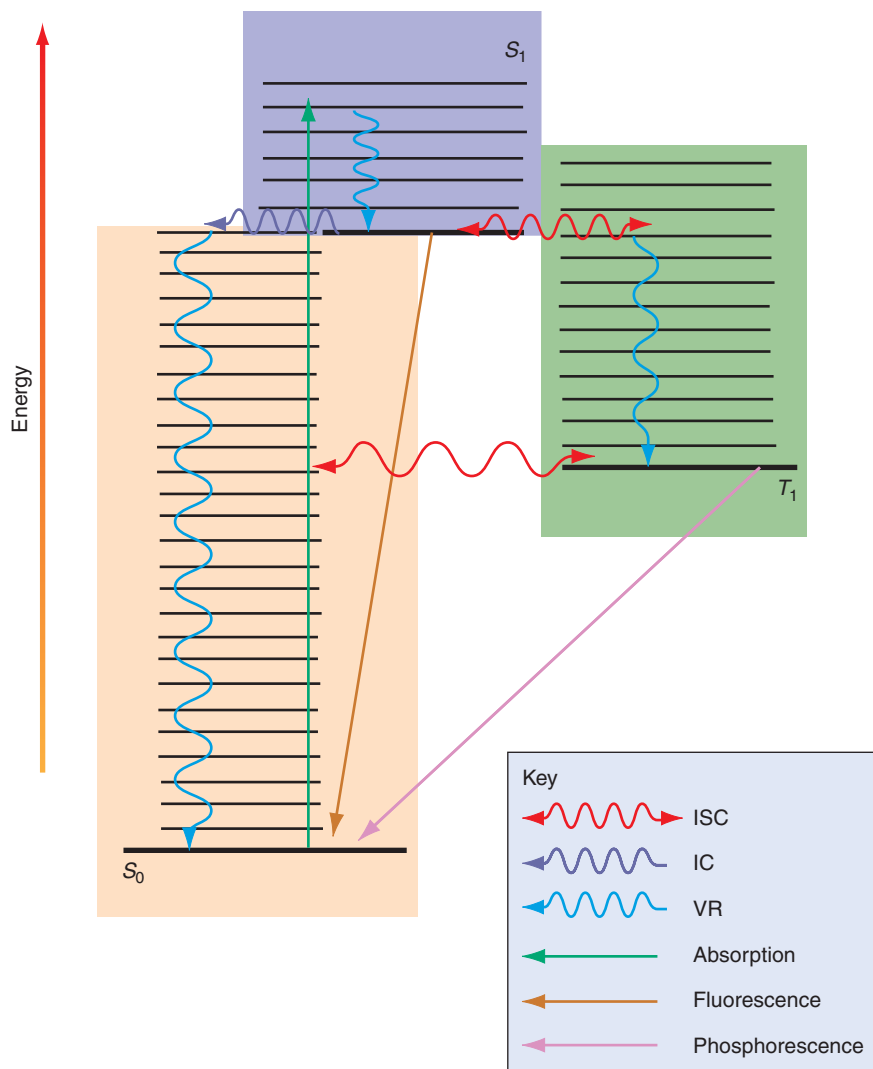 S₁
Energy
T₁
S₀
Key
ISC
IC
VR
Absorption
Fluorescence
Phosphorescence